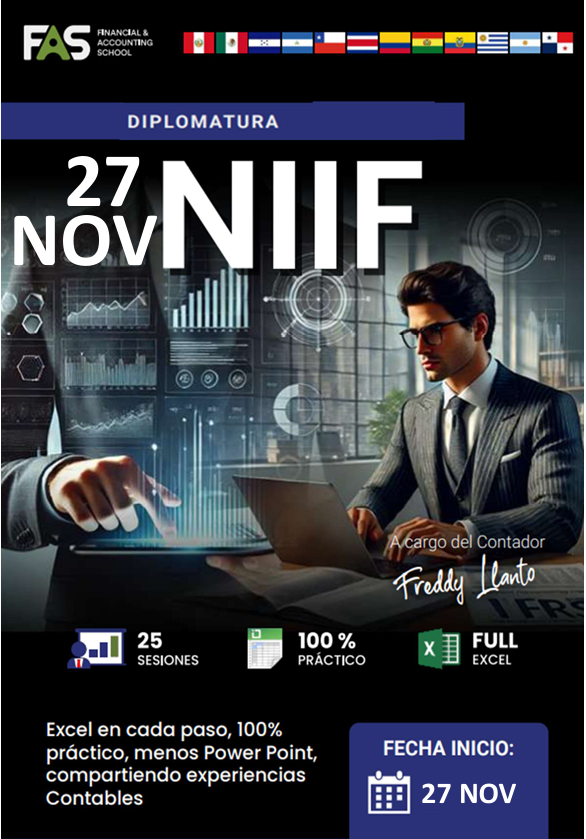 FAS
FINANCIAL &
ACCOUNTING
SCHOOL
DIPLOMATURA
27
NOV
NIIF
A cargo del Contador
Freddy Llanto
IFRS
25
SESIONES
100 %
PRÁCTICO
X
FULL
EXCEL
Excel en cada paso, 100%
práctico, menos Power Point,
compartiendo experiencias
Contables
FECHA INICIO:
27 NOV